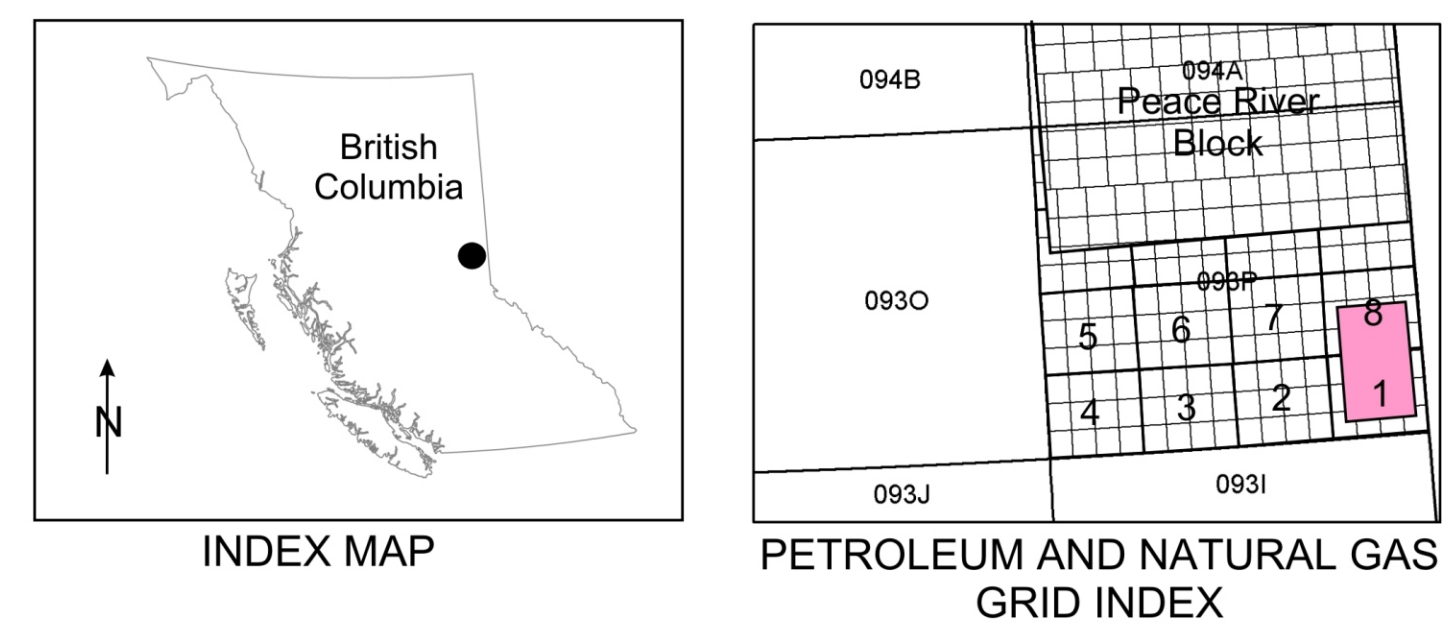 British
Columbia
N
INDEX MAP
094B
094A
Peace River
Block
093O
093P
5
6
7
8
4
3
2
1
093J
093I
PETROLEUM AND NATURAL GAS
GRID INDEX